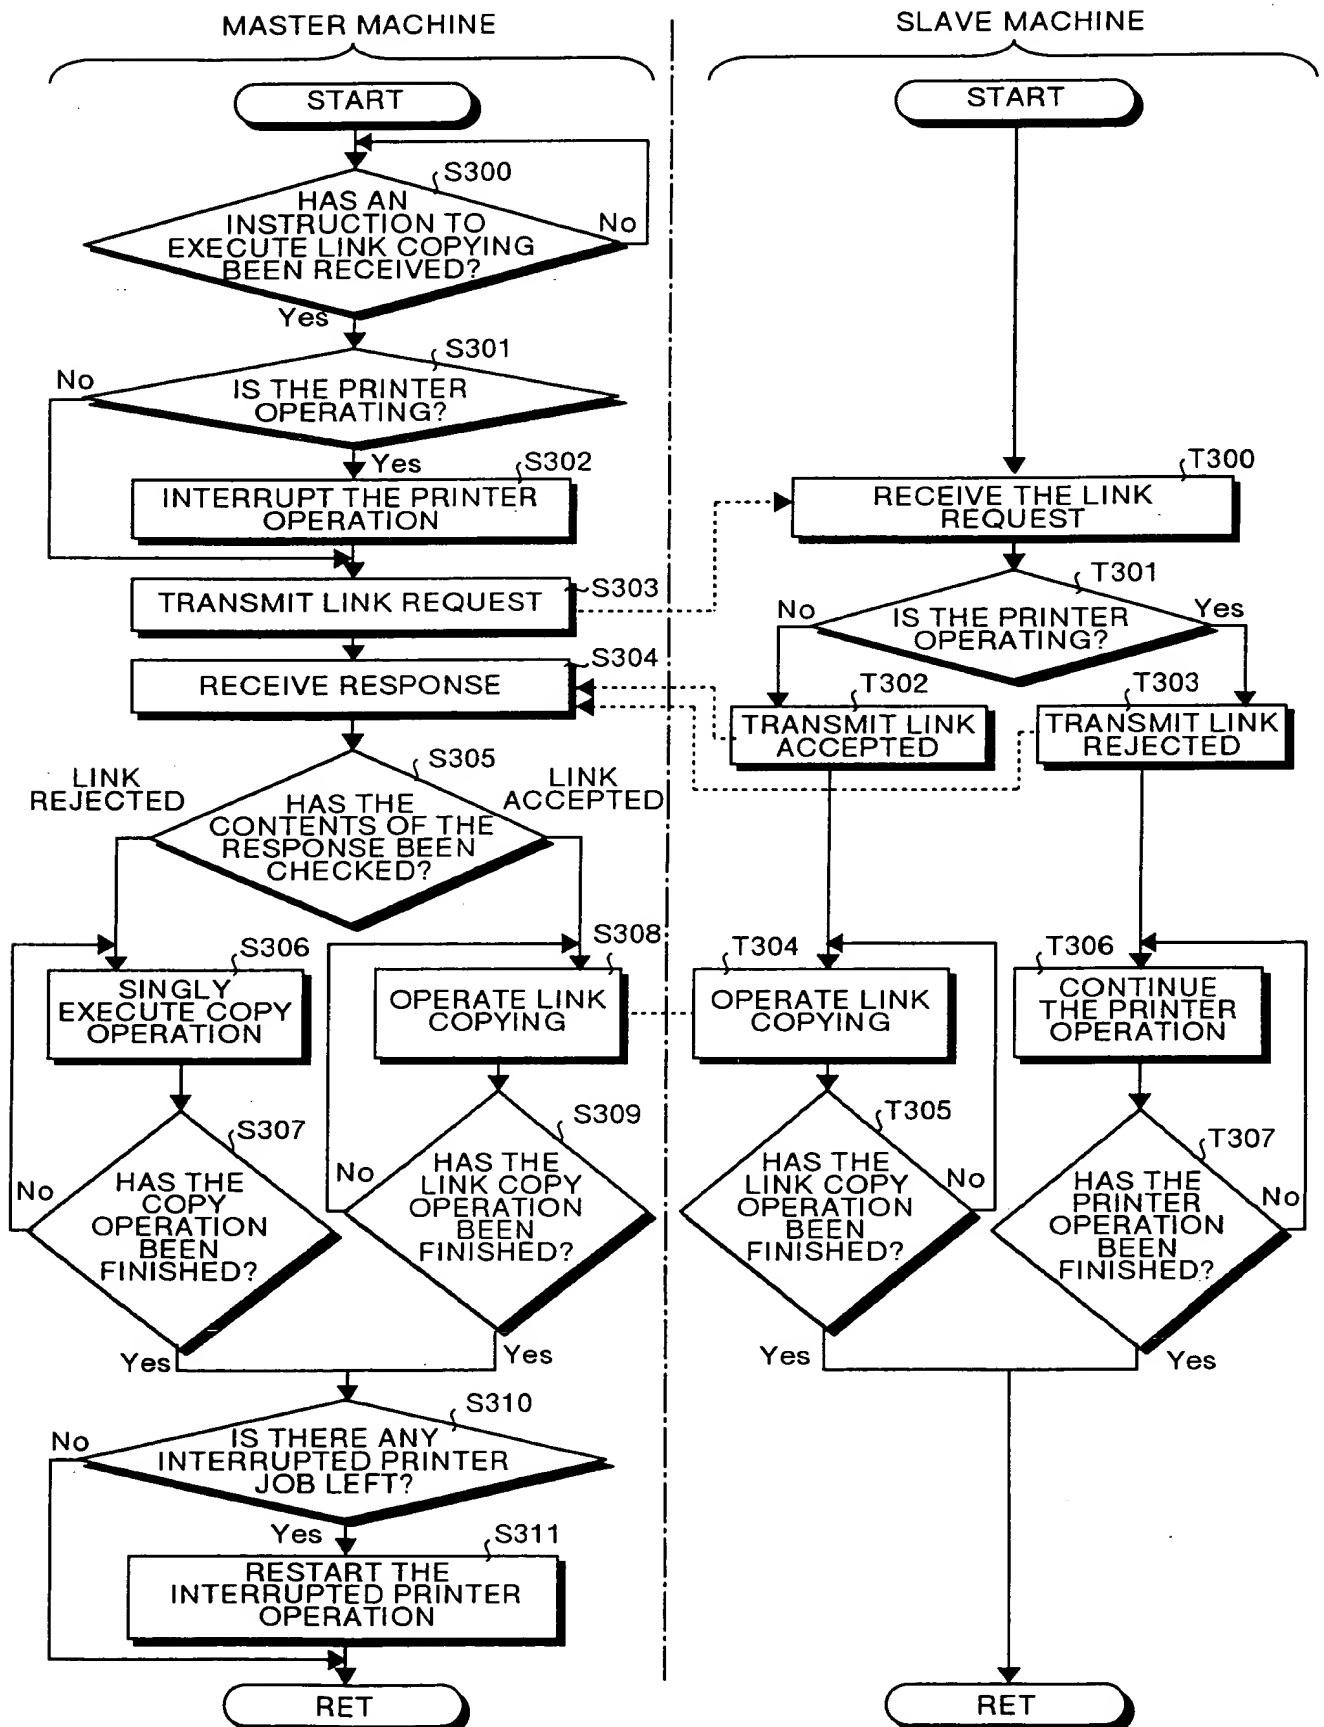 MASTER MACHINE
START
S300
HAS AN
INSTRUCTION TO
EXECUTE LINK COPYING
BEEN RECEIVED?
No
Yes
S301
No
IS THE PRINTER
OPERATING?
Yes
S302
INTERRUPT THE PRINTER
OPERATION
TRANSMIT LINK REQUEST
S303
S304
RECEIVE RESPONSE
S305
LINK
REJECTED
LINK
ACCEPTED
HAS THE
CONTENTS OF THE
RESPONSE BEEN
CHECKED?
S306
SINGLY
EXECUTE COPY
OPERATION
S307
No
HAS THE
COPY
OPERATION
BEEN
FINISHED?
Yes
S308
OPERATE LINK
COPYING
S309
No
HAS THE
LINK COPY
OPERATION
BEEN
FINISHED?
Yes
S310
No
IS THERE ANY
INTERRUPTED PRINTER
JOB LEFT?
Yes
S311
RESTART THE
INTERRUPTED PRINTER
OPERATION
RET
SLAVE MACHINE
START
T300
RECEIVE THE LINK
REQUEST
T301
No
IS THE PRINTER
OPERATING?
Yes
T302
TRANSMIT LINK
ACCEPTED
T303
TRANSMIT LINK
REJECTED
T304
OPERATE LINK
COPYING
T305
HAS THE
LINK COPY
OPERATION
BEEN
FINISHED?
No
Yes
T306
CONTINUE
THE PRINTER
OPERATION
T307
HAS THE
PRINTER
OPERATION
BEEN
FINISHED?
No
Yes
RET